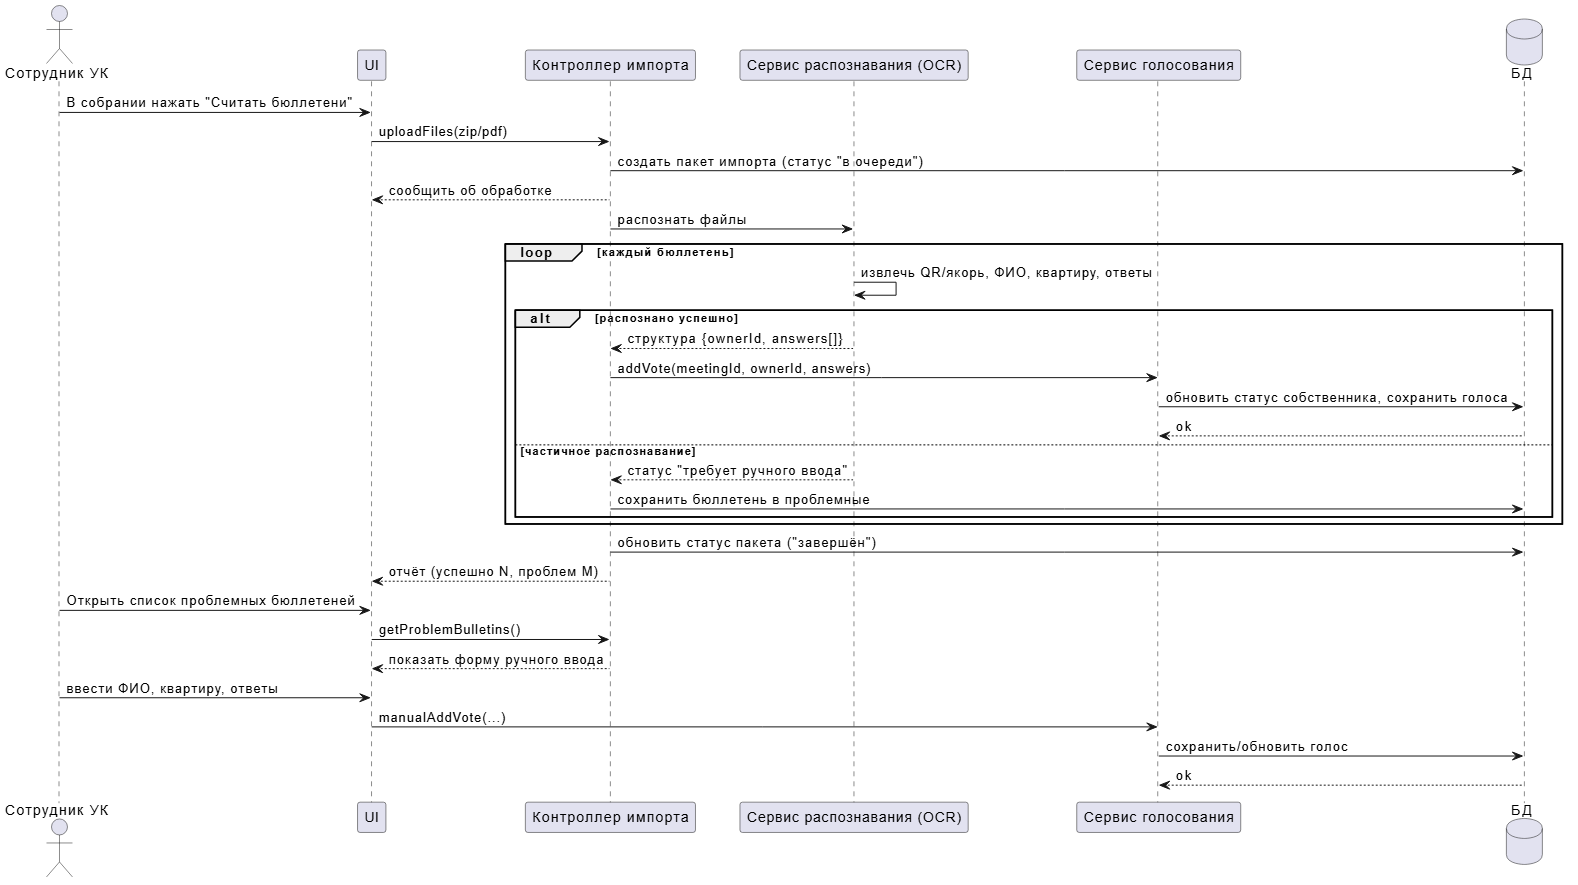 Сотрудник УК
UI
Контроллер импорта
Сервис распознавания (OCR)
Сервис голосования
БД
В собрании нажать "Считать бюллетени"
uploadFiles(zip/pdf)
создать пакет импорта (статус "в очереди")
сообщить об обработке
распознать файлы
loop
[каждый бюллетень]
извлечь QR/якорь, ФИО, квартиру, ответы
alt
[распознано успешно]
структура {ownerId, answers[]}
addVote(meetingId, ownerId, answers)
обновить статус собственника, сохранить голоса
ok
[частичное распознавание]
статус "требует ручного ввода"
сохранить бюллетень в проблемные
обновить статус пакета ("завершён")
отчёт (успешно N, проблем M)
Открыть список проблемных бюллетеней
getProblemBulletins()
показать форму ручного ввода
ввести ФИО, квартиру, ответы
manualAddVote(...)
сохранить/обновить голос
ok
Сотрудник УК
UI
Контроллер импорта
Сервис распознавания (OCR)
Сервис голосования
БД